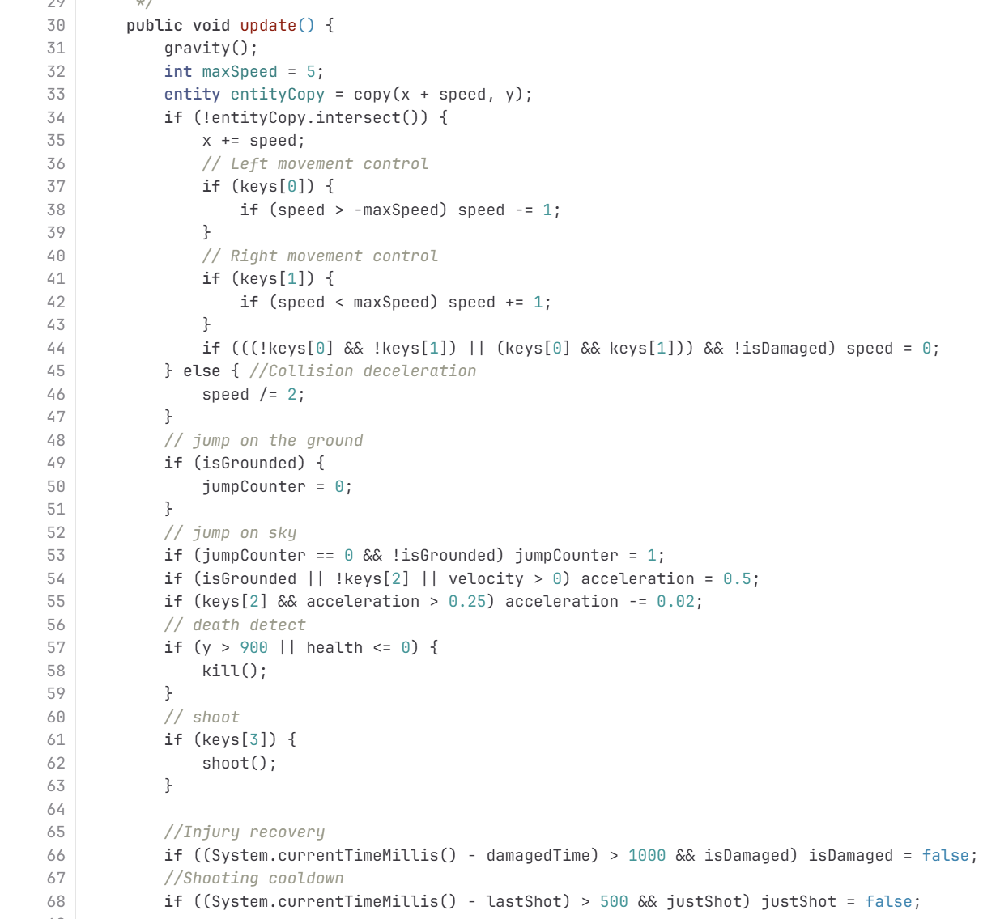 29 */
30 public void update() {
31 gravity();
32 int maxSpeed = 5;
33 entity entityCopy = copy(x + speed, y);
34 if (!entityCopy.intersect()) {
35 x += speed;
36 // Left movement control
37 if (keys[0]) {
38 if (speed > -maxSpeed) speed -= 1;
39 }
40 // Right movement control
41 if (keys[1]) {
42 if (speed < maxSpeed) speed += 1;
43 }
44 if (((!keys[0] && !keys[1]) || (keys[0] && keys[1])) && !isDamaged) speed = 0;
45 } else { //Collision deceleration
46 speed /= 2;
47 }
48 // jump on the ground
49 if (isGrounded) {
50 jumpCounter = 0;
51 }
52 // jump on sky
53 if (jumpCounter == 0 && !isGrounded) jumpCounter = 1;
54 if (isGrounded || !keys[2] || velocity > 0) acceleration = 0.5;
55 if (keys[2] && acceleration > 0.25) acceleration -= 0.02;
56 // death detect
57 if (y > 900 || health <= 0) {
58 kill();
59 }
60 // shoot
61 if (keys[3]) {
62 shoot();
63 }
64
65 //Injury recovery
66 if ((System.currentTimeMillis() - damagedTime) > 1000 && isDamaged) isDamaged = false;
67 //Shooting cooldown
68 if ((System.currentTimeMillis() - lastShot) > 500 && justShot) justShot = false;